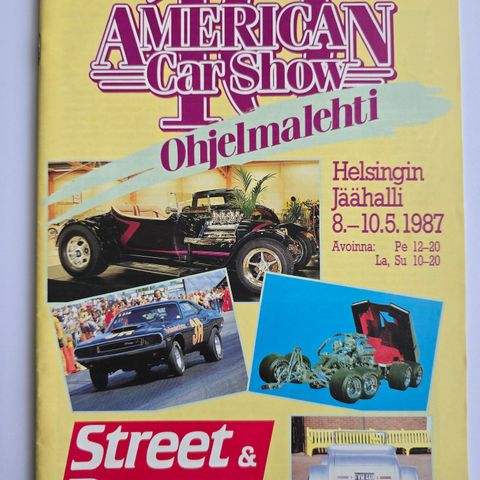 AMERICAN
Car Show
Ohjelmalehti
Helsingin
Jäähalli
8.–10.5.1987
Avoinna: Pe 12–20
La, Su 10–20
Street &